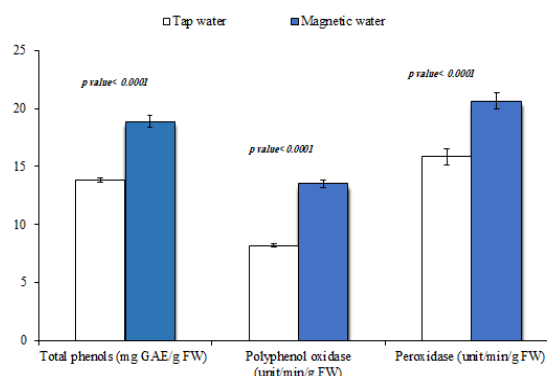 Tap water
Magnetic water
25
20
15
10
5
0
p value< 0.0001
p value< 0.0001
p value< 0.0001
Total phenols (mg GAE/g FW)
Polyphenol oxidase
(unit/min/g FW)
Peroxidase (unit/min/g FW)